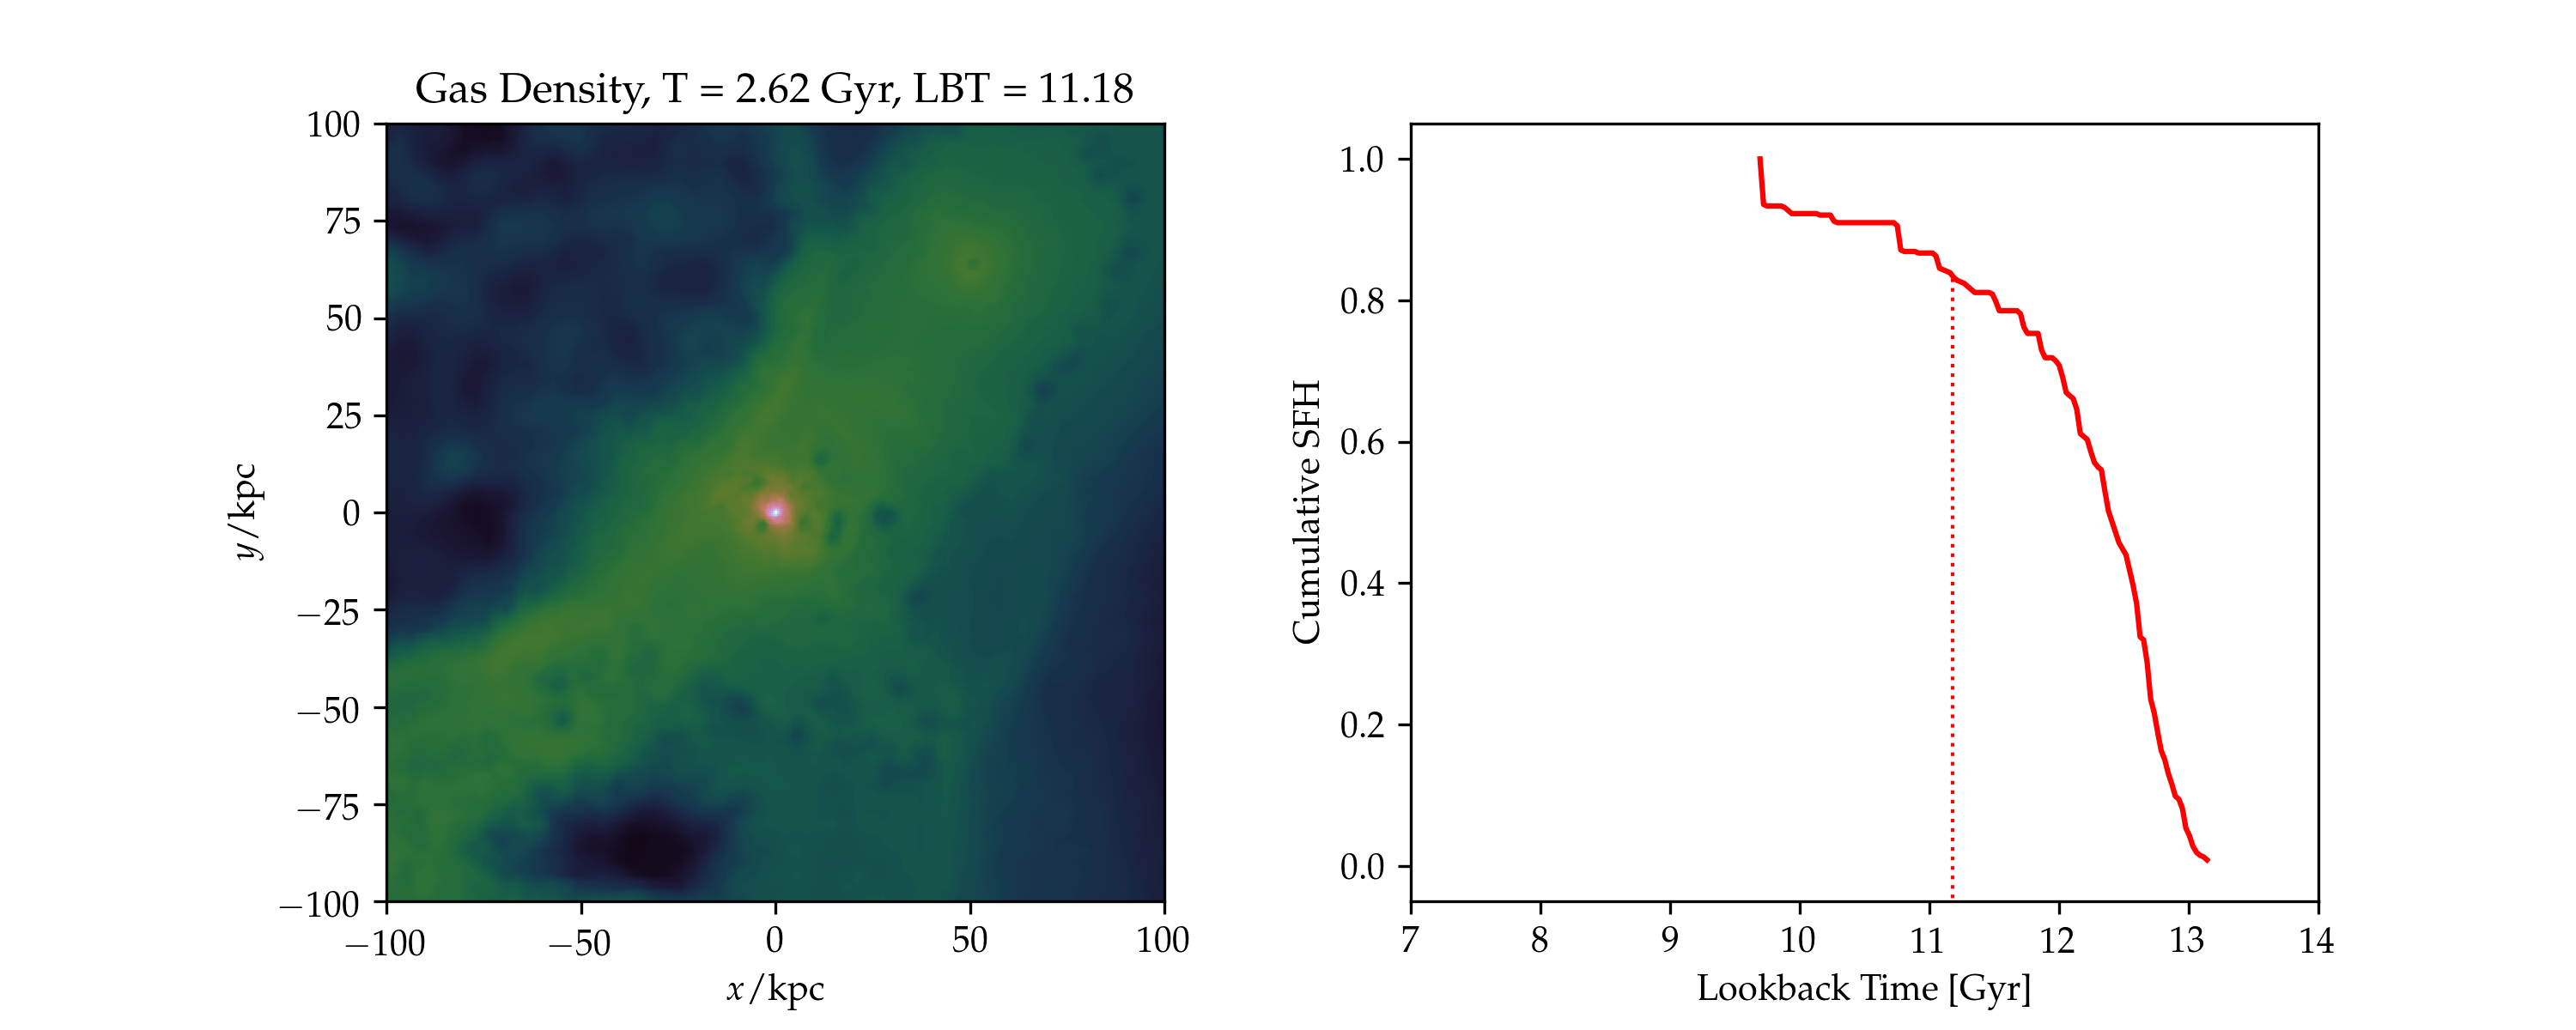 Gas Density, T = 2.62 Gyr, LBT = 11.18
100
75
50
25
0
−25
−50
−75
−100
y/kpc
−100 −50 0 50 100
x/kpc
1.0
0.8
0.6
0.4
0.2
0.0
Cumulative SFH
7 8 9 10 11 12 13 14
Lookback Time [Gyr]